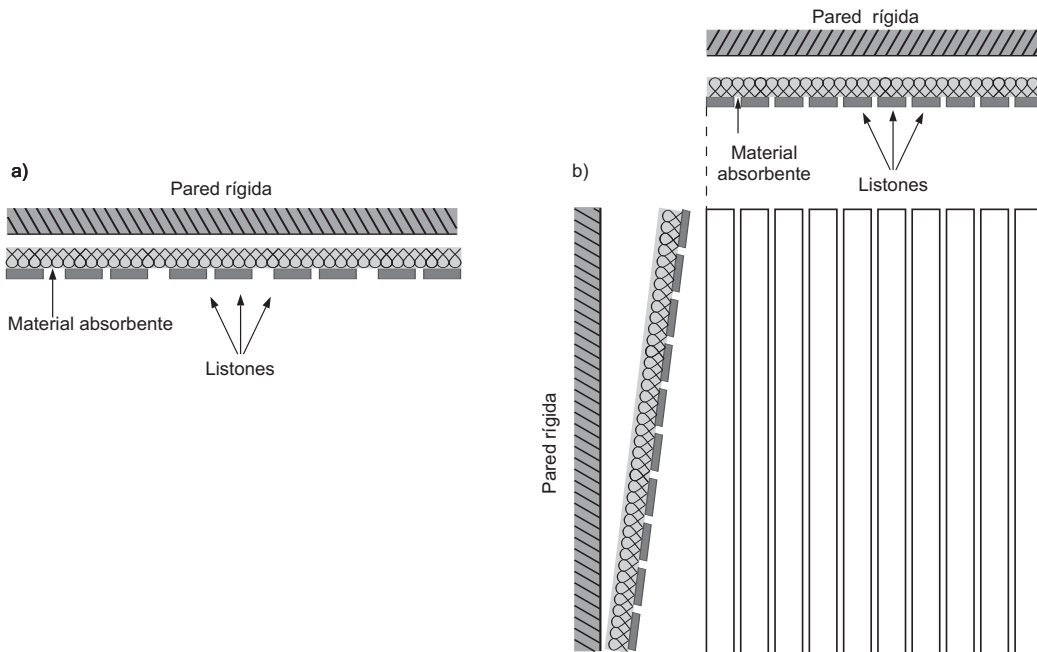 a)
Pared rígida
Material absorbente
Listones
b)
Pared rígida
Material
absorbente
Listones
Pared rígida